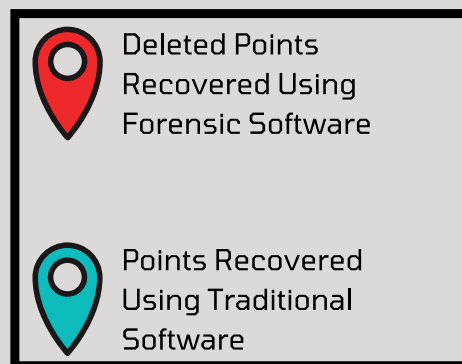 Deleted Points
Recovered Using
Forensic Software
Points Recovered
Using Traditional
Software